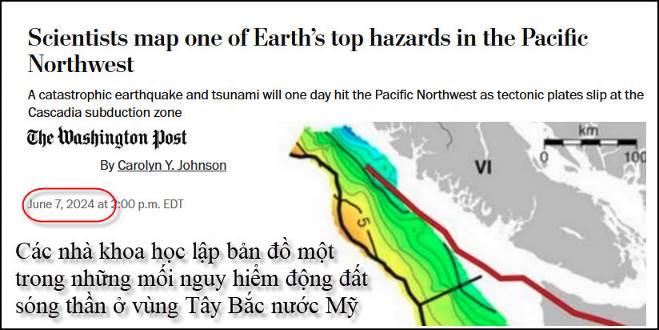 Scientists map one of Earth's top hazards in the Pacific
Northwest
A catastrophic earthquake and tsunami will one day hit the Pacific Northwest as tectonic plates slip at the
Cascadia subduction zone
The Washington Post
By Carolyn Y. Johnson
June 7, 2024 at 2:00 p.m. EDT
Các nhà khoa học lập bản đồ một
trong những mối nguy hiểm động đất
sóng thần ở vùng Tây Bắc nước Mỹ
km
0 100
VI
5